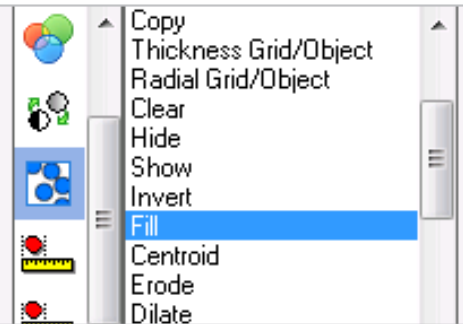 Copy
Thickness Grid/Object
Radial Grid/Object
Clear
Hide
Show
Invert
Fill
Centroid
Erode
Dilate